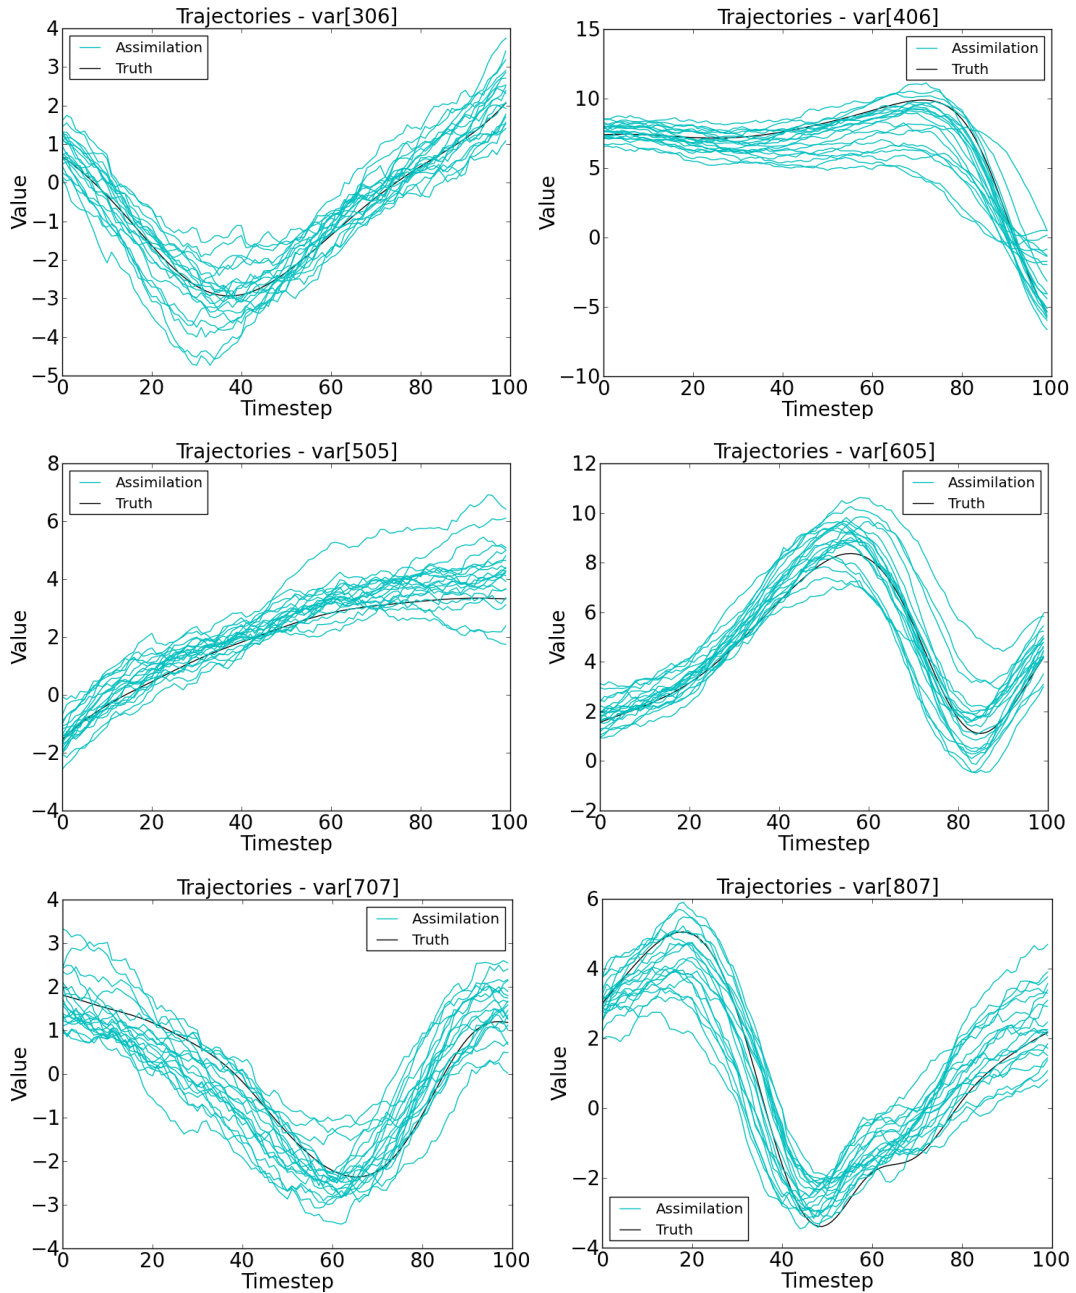 Trajectories - var[306]
Assimilation
Truth
Value
4
3
2
1
0
−1
−2
−3
−4
−5
0 20 40 60 80 100
Timestep
Trajectories - var[406]
Assimilation
Truth
Value
15
10
5
0
−5
−10
0 20 40 60 80 100
Timestep
Trajectories - var[505]
Assimilation
Truth
Value
8
6
4
2
0
−2
−4
0 20 40 60 80 100
Timestep
Trajectories - var[605]
Assimilation
Truth
Value
12
10
8
6
4
2
0
−2
0 20 40 60 80 100
Timestep
Trajectories - var[707]
Assimilation
Truth
Value
4
3
2
1
0
−1
−2
−3
−4
0 20 40 60 80 100
Timestep
Trajectories - var[807]
Assimilation
Truth
Value
6
4
2
0
−2
−4
0 20 40 60 80 100
Timestep